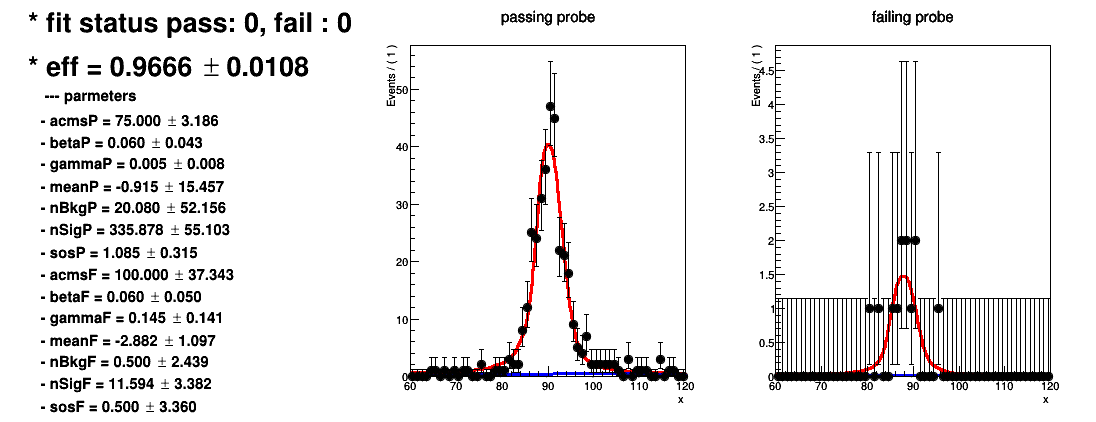 * fit status pass: 0, fail : 0
* eff = 0.9666 ± 0.0108
--- parmeters
- acmsP = 75.000 ± 3.186
- betaP = 0.060 ± 0.043
- gammaP = 0.005 ± 0.008
- meanP = -0.915 ± 15.457
- nBkgP = 20.080 ± 52.156
- nSigP = 335.878 ± 55.103
- sosP = 1.085 ± 0.315
- acmsF = 100.000 ± 37.343
- betaF = 0.060 ± 0.050
- gammaF = 0.145 ± 0.141
- meanF = -2.882 ± 1.097
- nBkgF = 0.500 ± 2.439
- nSigF = 11.594 ± 3.382
- sosF = 0.500 ± 3.360
passing probe
Events / ( 1 )
50
40
30
20
10
0
60 70 80 90 100 110 120
x
failing probe
Events / ( 1 )
4.5
4
3.5
3
2.5
2
1.5
1
0.5
0
60 70 80 90 100 110 120
x